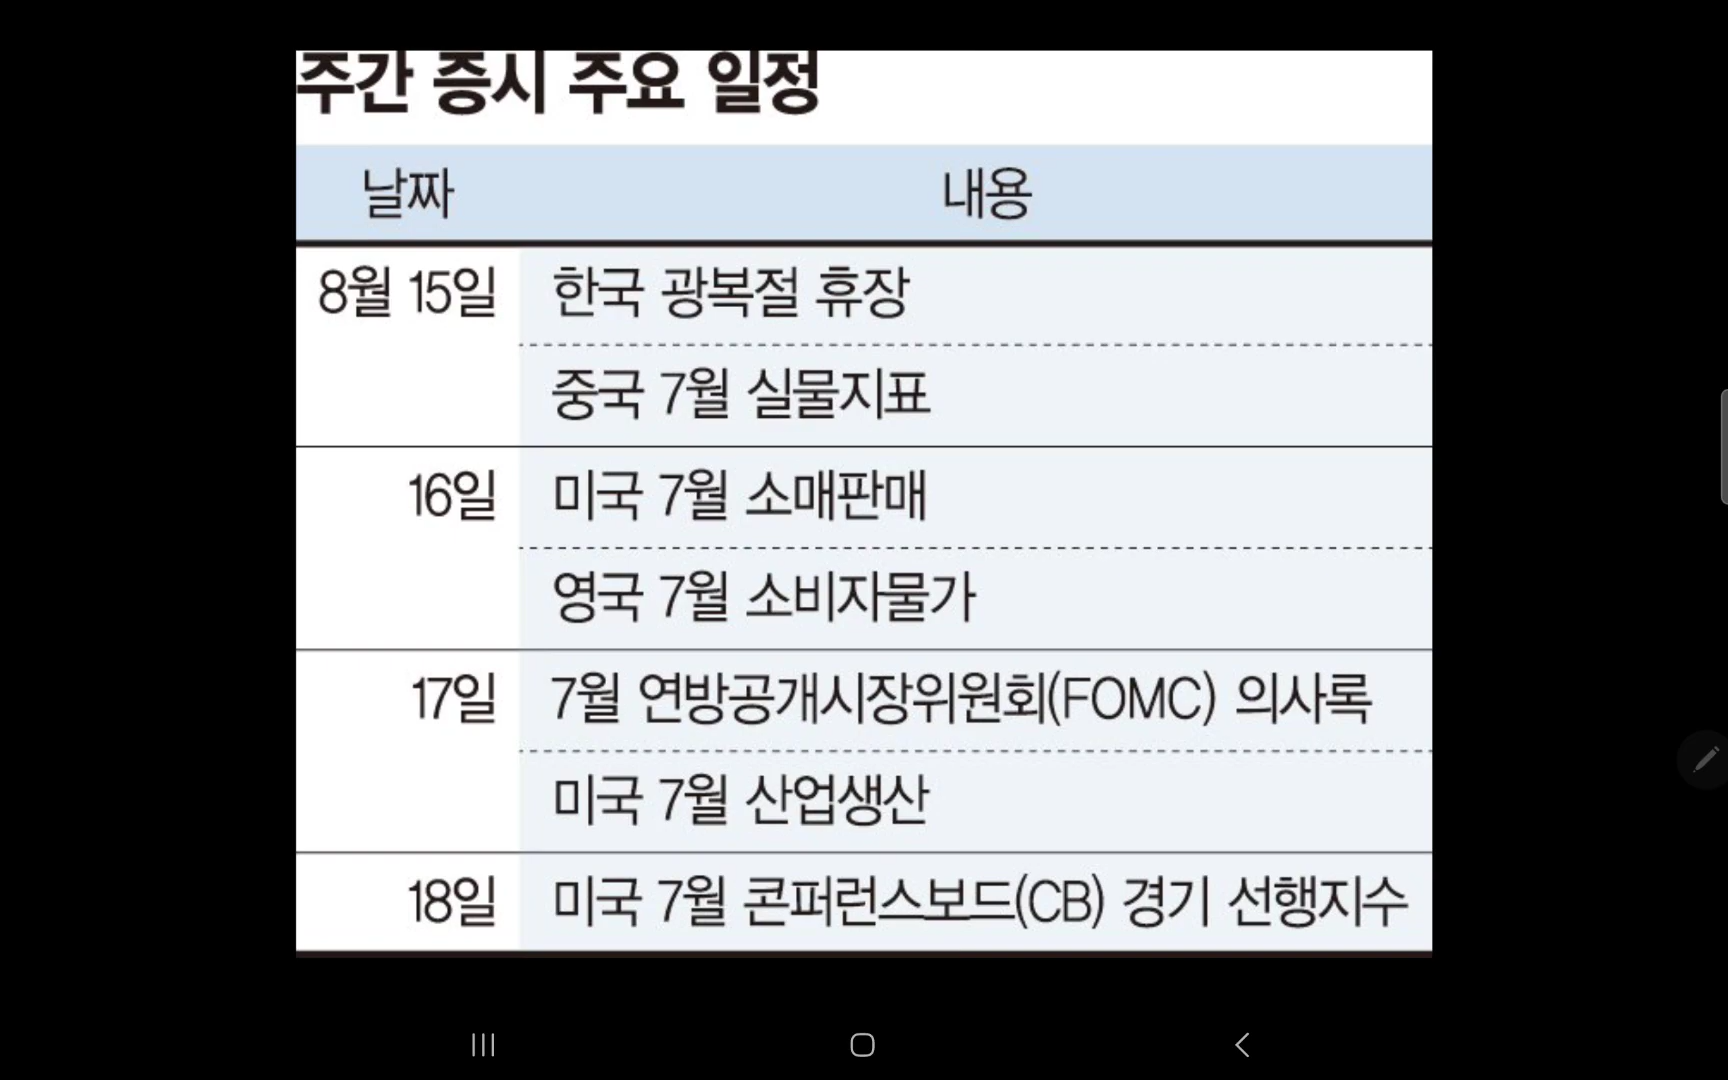 주간 증시 주요 일정
날짜 내용
8월 15일 한국 광복절 휴장
중국 7월 실물지표
16일 미국 7월 소매판매
영국 7월 소비자물가
17일 7월 연방공개시장위원회(FOMC) 의사록
미국 7월 산업생산
18일 미국 7월 콘퍼런스보드(CB) 경기 선행지수